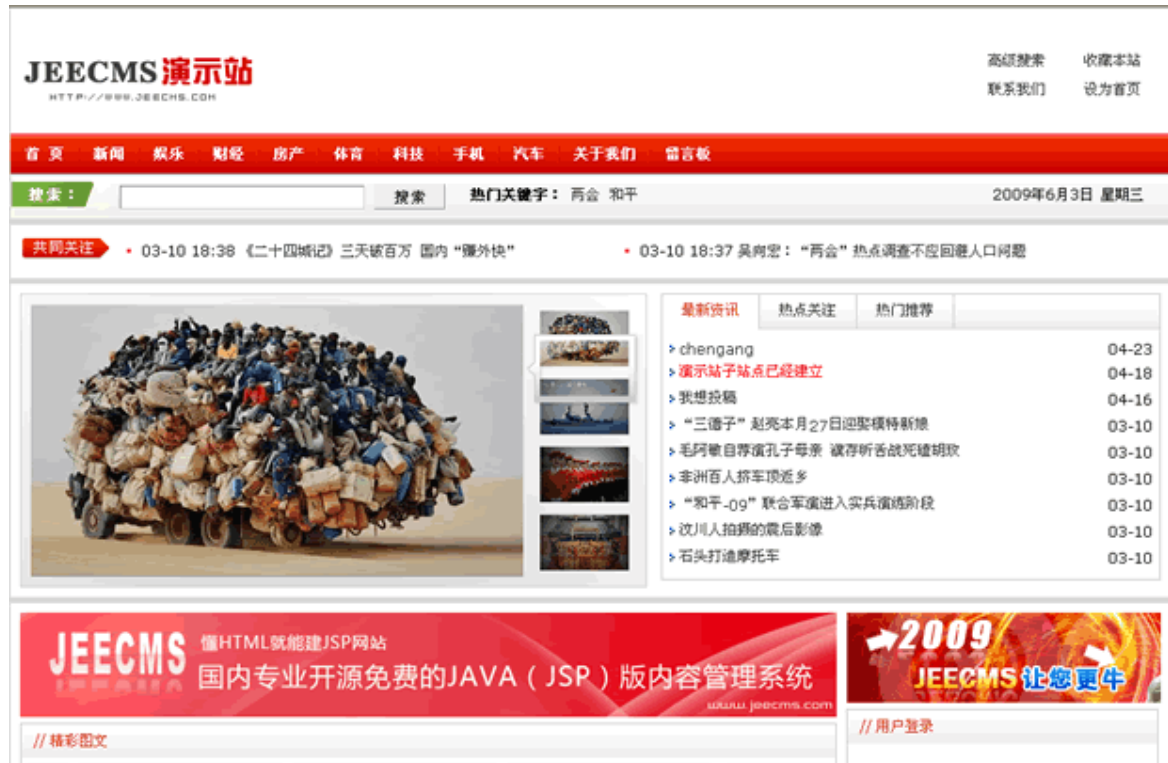 JEECMS演示站
HTTP://WWW.JEECMS.COM
高级搜索 收藏本站
联系我们 设为首页
首 页 新闻 娱乐 财经 房产 体育 科技 手机 汽车 关于我们 留言板
搜索： 搜索 热门关键字： 两会 和平 2009年6月3日 星期三
共同关注 03-10 18:38 《二十四城记》三天破百万 国内“赚外快” 03-10 18:37 吴向宏：“两会”热点调查不应回避人口问题
最新资讯 热点关注 热门推荐
chengang 04-23
演示站子站点已经建立 04-18
我想投稿 04-16
“三德子”赵亮本月27日迎娶模特新娘 03-10
毛阿敏自荐演孔子母亲 谏存昕舌战死磕胡玫 03-10
非洲百人挤车顶返乡 03-10
“和平-09”联合军演进入实兵演练阶段 03-10
汶川人拍摄的震后影像 03-10
石头打造摩托车 03-10
JEECMS 懂HTML就能建JSP网站
国内专业开源免费的JAVA（JSP）版内容管理系统
www.jeecms.com
2009
JEECMS 让您更牛
// 精彩图文
// 用户登录